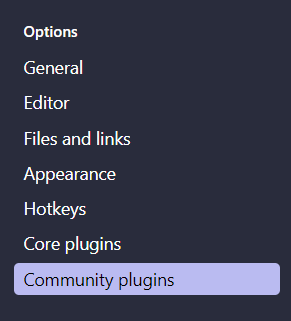 Options
General
Editor
Files and links
Appearance
Hotkeys
Core plugins
Community plugins